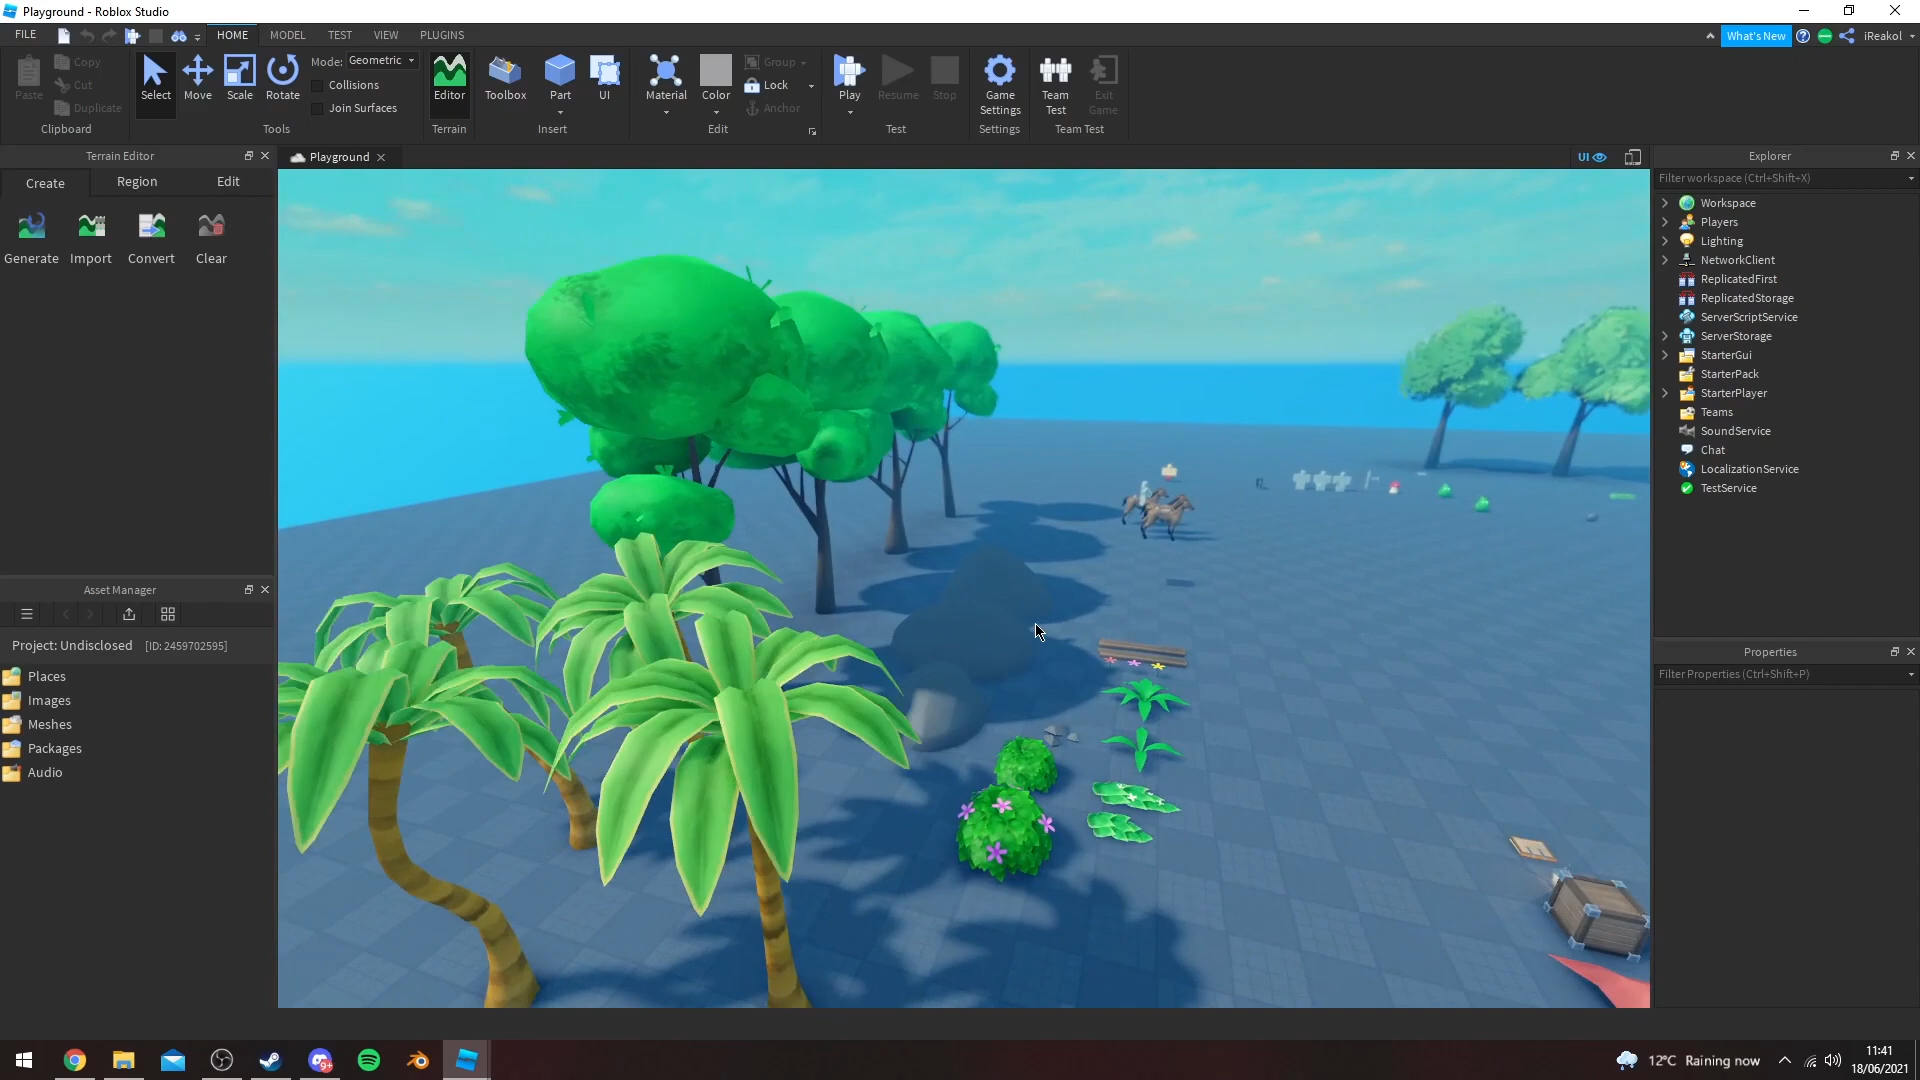 Playground - Roblox Studio
FILE HOME MODEL TEST VIEW PLUGINS What's New iReakol
Paste Copy Cut Duplicate
Clipboard
Select Move Scale Rotate
Mode: Geometric
Collisions
Join Surfaces
Tools
Editor
Terrain
Toolbox Part UI
Insert
Material Color Group Lock Anchor
Edit
Play Resume Stop
Test
Game Settings
Settings
Team Test Exit Game
Team Test
Terrain Editor
Create Region Edit
Generate Import Convert Clear
Playground
UI
Explorer
Filter workspace (Ctrl+Shift+X)
Workspace
Players
Lighting
NetworkClient
ReplicatedFirst
ReplicatedStorage
ServerScriptService
ServerStorage
StarterGui
StarterPack
StarterPlayer
Teams
SoundService
Chat
LocalizationService
TestService
Asset Manager
Project: Undisclosed [ID: 2459702595]
Places
Images
Meshes
Packages
Audio
Properties
Filter Properties (Ctrl+Shift+P)
9+
12°C Raining now
11:41
18/06/2021